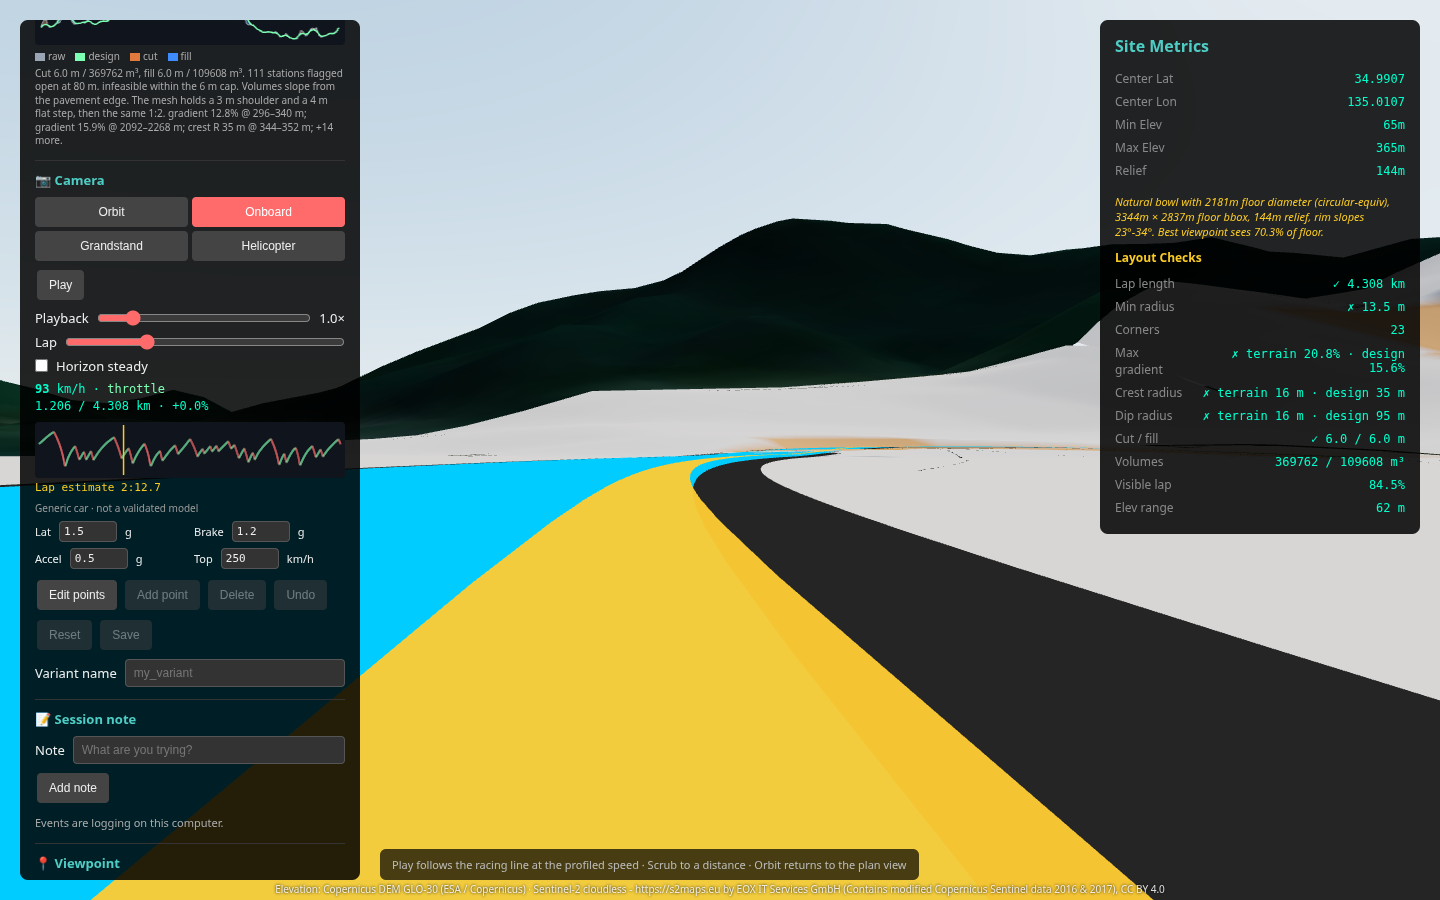 raw design cut fill
Cut 6.0 m / 369762 m³, fill 6.0 m / 109608 m³. 111 stations flagged
open at 80 m. infeasible within the 6 m cap. Volumes slope from
the pavement edge. The mesh holds a 3 m shoulder and a 4 m
flat step, then the same 1:2. gradient 12.8% @ 296–340 m;
gradient 15.9% @ 2092–2268 m; crest R 35 m @ 344–352 m; +14
more.
📷 Camera
Orbit Onboard
Grandstand Helicopter
Play
Playback 1.0×
Lap
Horizon steady
93 km/h · throttle
1.206 / 4.308 km · +0.0%
Lap estimate 2:12.7
Generic car · not a validated model
Lat 1.5 g Brake 1.2 g
Accel 0.5 g Top 250 km/h
Edit points Add point Delete Undo
Reset Save
Variant name my_variant
📝 Session note
Note What are you trying?
Add note
Events are logging on this computer.
📍 Viewpoint
Site Metrics
Center Lat 34.9907
Center Lon 135.0107
Min Elev 65m
Max Elev 365m
Relief 144m
Natural bowl with 2181m floor diameter (circular-equiv),
3344m × 2837m floor bbox, 144m relief, rim slopes
23°-34°. Best viewpoint sees 70.3% of floor.
Layout Checks
Lap length ✓ 4.308 km
Min radius ✗ 13.5 m
Corners 23
Max gradient ✗ terrain 20.8% · design 15.6%
Crest radius ✗ terrain 16 m · design 35 m
Dip radius ✗ terrain 16 m · design 95 m
Cut / fill ✓ 6.0 / 6.0 m
Volumes 369762 / 109608 m³
Visible lap 84.5%
Elev range 62 m
Play follows the racing line at the profiled speed · Scrub to a distance · Orbit returns to the plan view
Elevation: Copernicus DEM GLO-30 (ESA / Copernicus) · Sentinel-2 cloudless - https://s2maps.eu by EOX IT Services GmbH (Contains modified Copernicus Sentinel data 2016 & 2017), CC BY 4.0